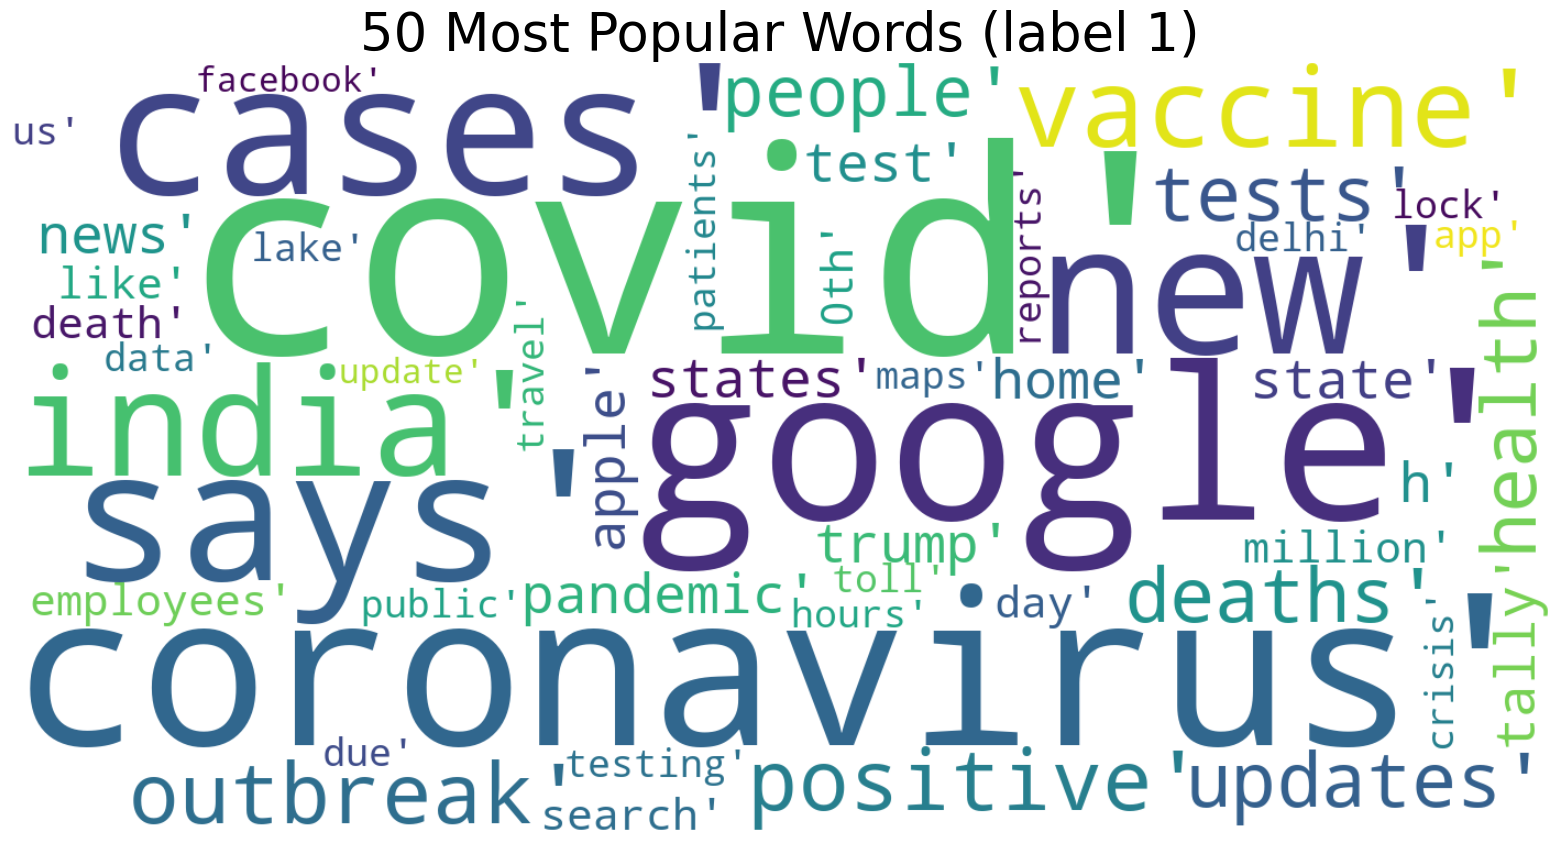 50 Most Popular Words (label 1)
facebook'
cases'
people'
vaccine'
us'
test'
patients'
covid'
tests'
lock'
reports'
news'
lake'
delhi'
app'
like'
0th'
new'
death'
data'
update'
travel'
india'
apple'
states'
maps'
home'
state'
health'
google'
says'
h'
trump'
million'
employees'
public'
pandemic'
toll'
hours'
day'
deaths'
tally'
crisis'
coronavirus'
due'
outbreak'
testing'
search'
positive'
updates'